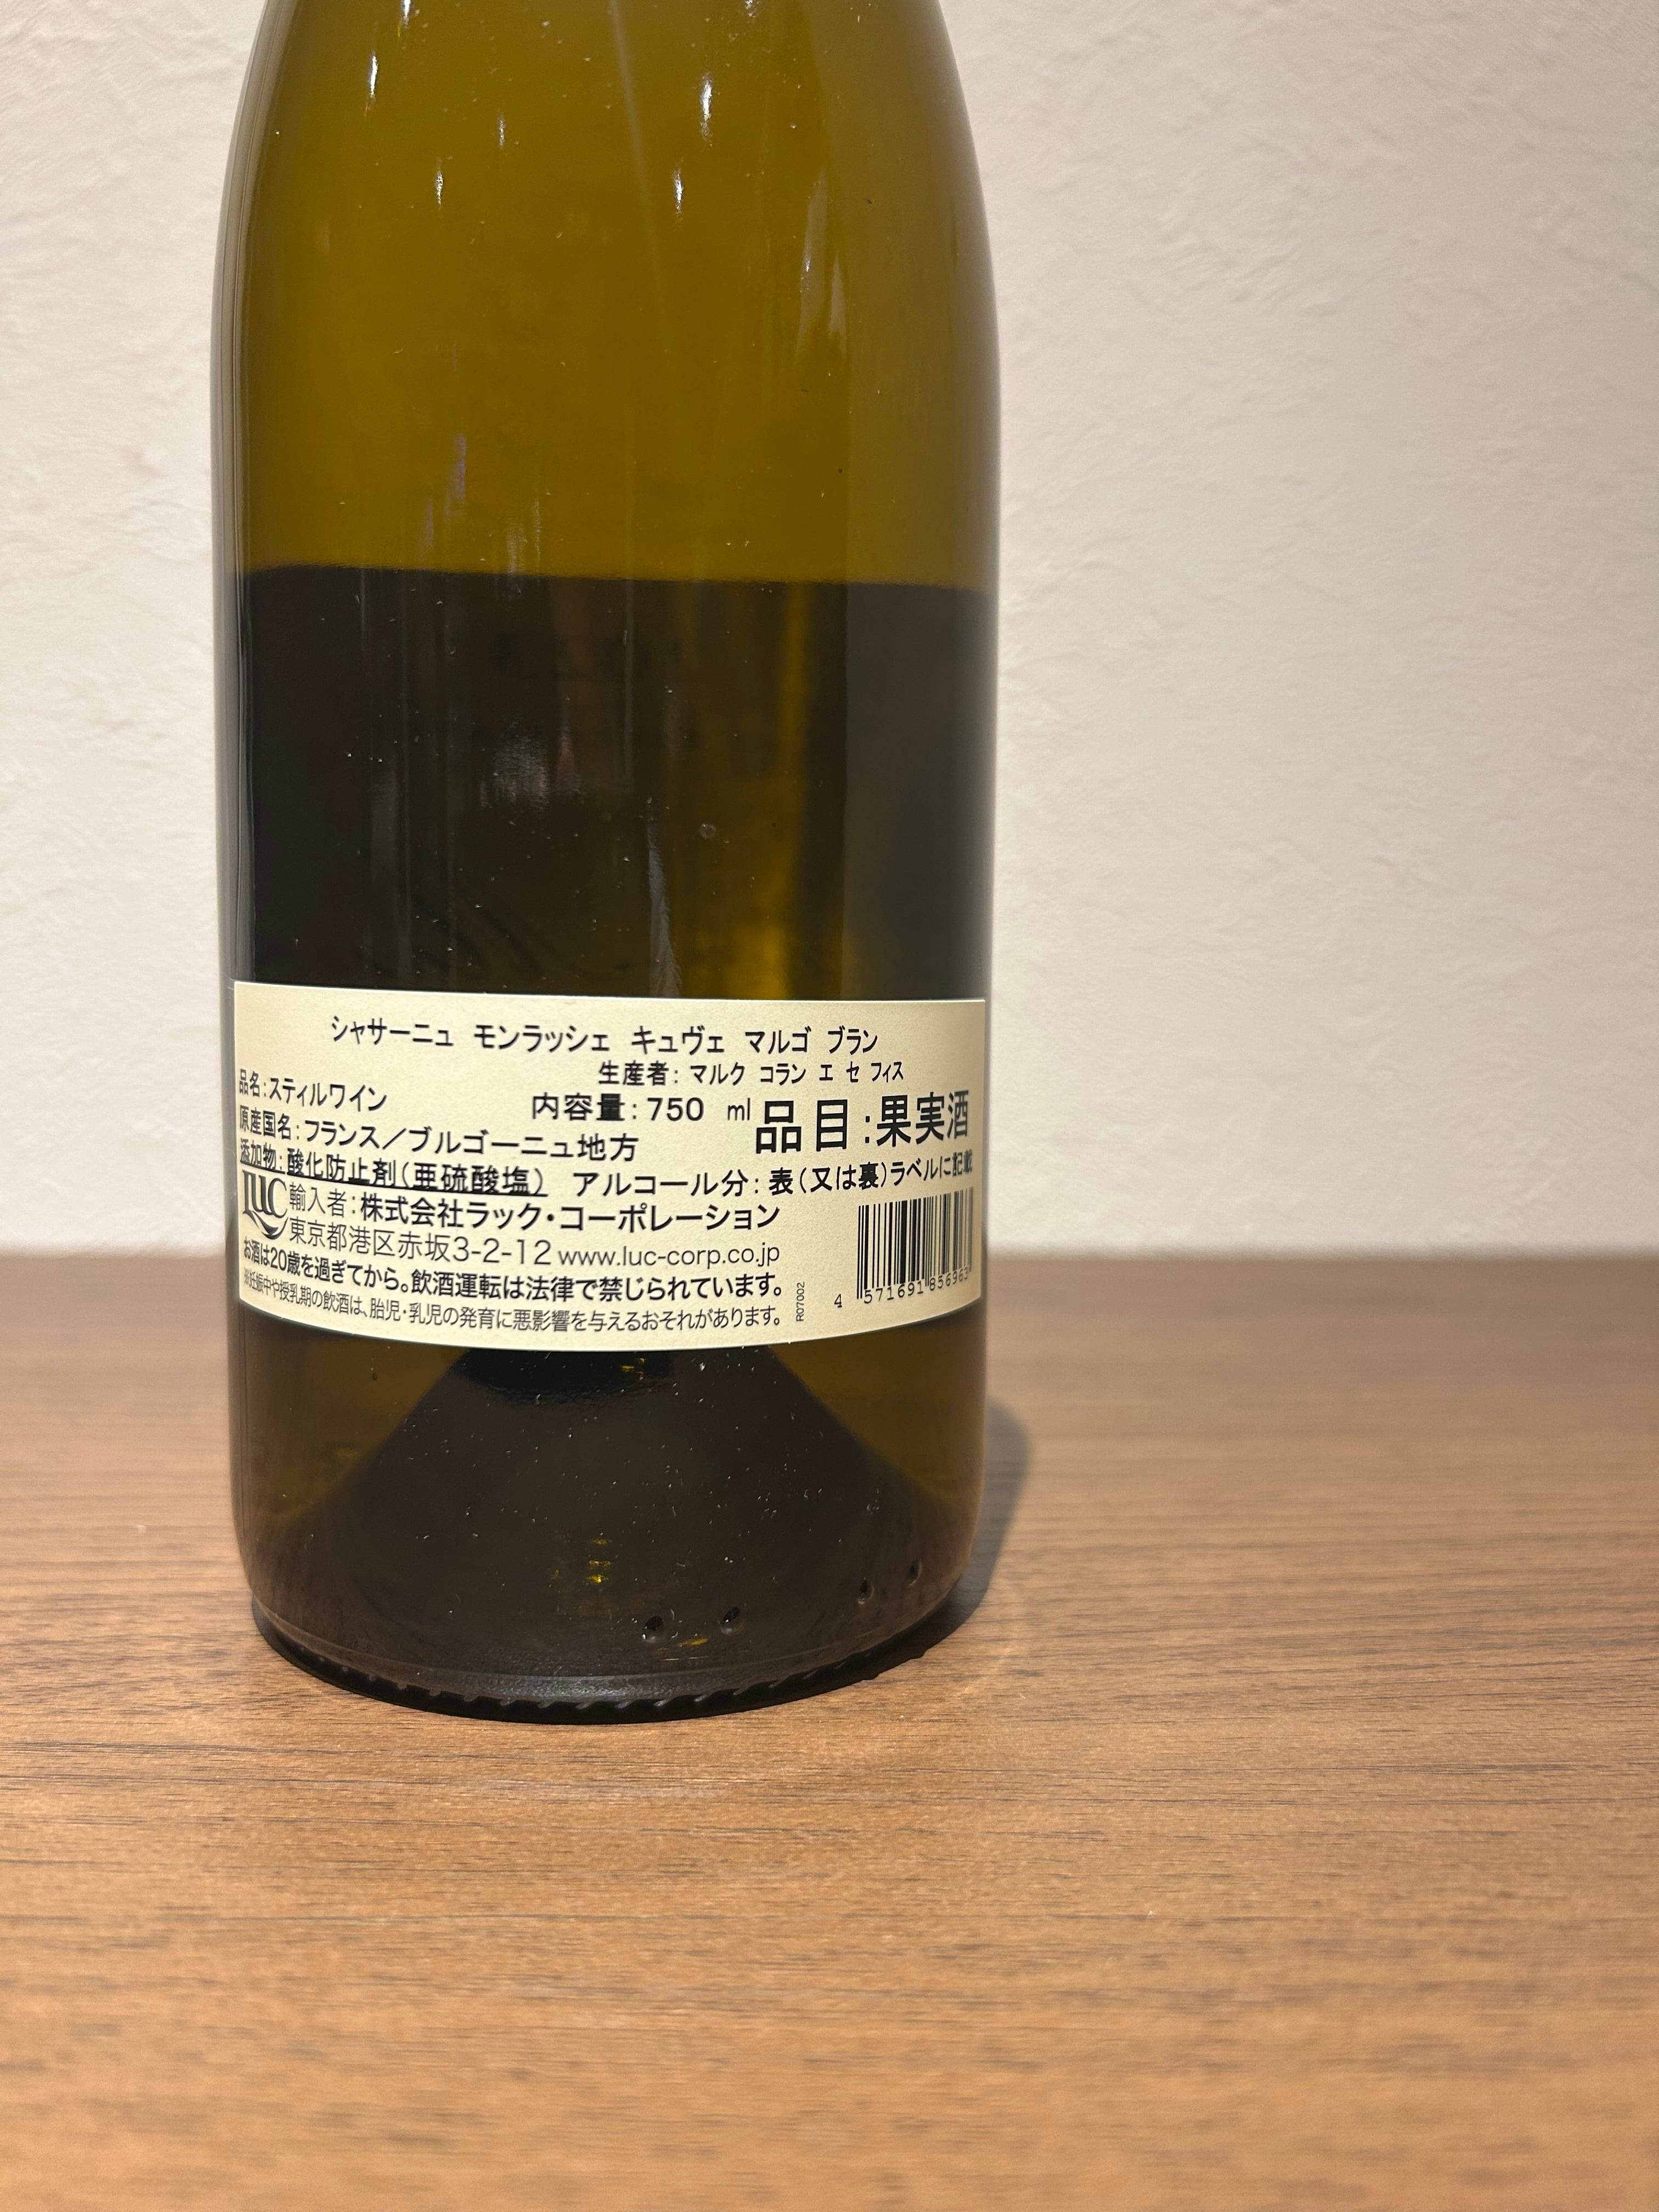 シャサーニュ モンラッシェ キュヴェ マルゴ ブラン
生産者: マルク コラン エ セ フィス
品名:スティルワイン 内容量: 750 ml 品目:果実酒
原産国名:フランス/ブルゴーニュ地方
添加物:酸化防止剤(亜硫酸塩) アルコール分:表(又は裏)ラベルに記載
LUC 輸入者:株式会社ラック・コーポレーション
東京都港区赤坂3-2-12 www.luc-corp.co.jp
お酒は20歳を過ぎてから。飲酒運転は法律で禁じられています。
※妊娠中や授乳期の飲酒は、胎児・乳児の発育に悪影響を与えるおそれがあります。
R07002
4 571691 856963